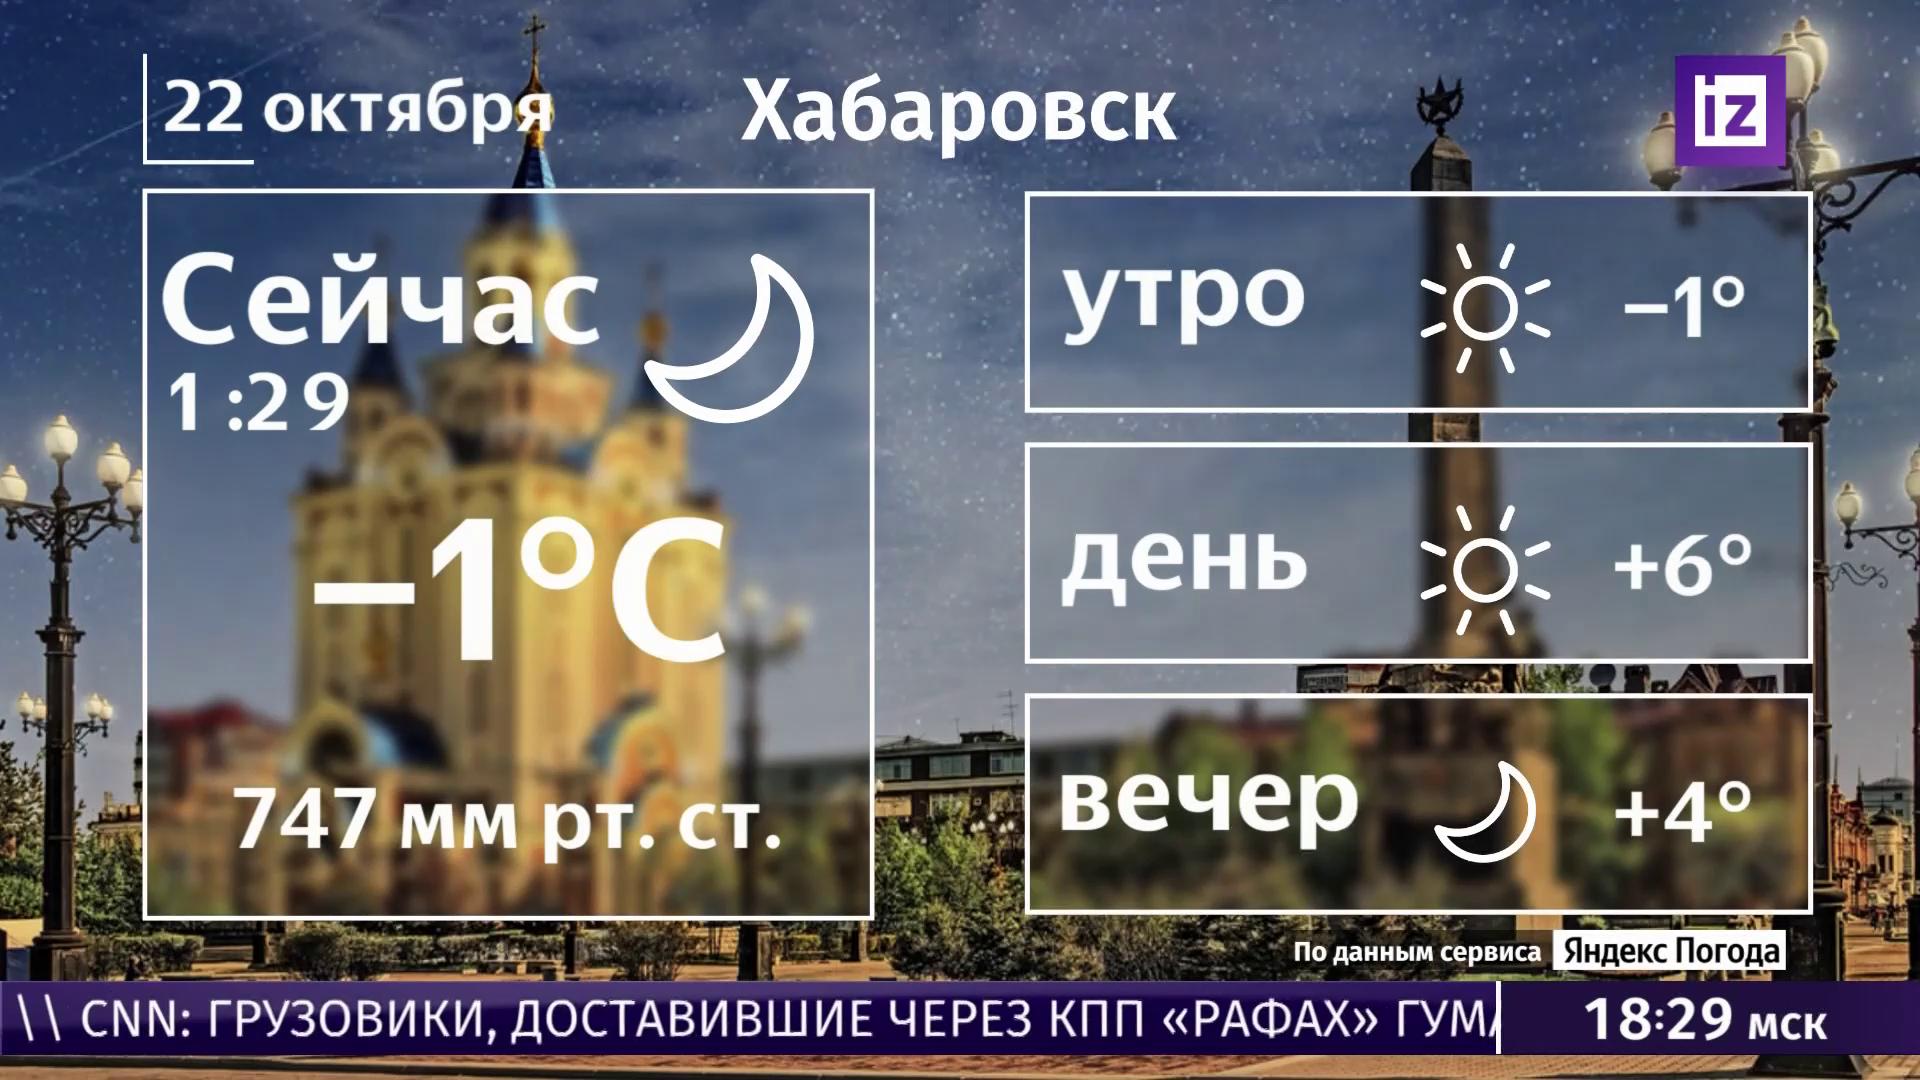 22 октября
Хабаровск
iz
Сейчас
1:29
–1°C
747 мм рт. ст.
утро
–1°
день
+6°
вечер
+4°
По данным сервиса Яндекс Погода
\\ CNN: ГРУЗОВИКИ, ДОСТАВИВШИЕ ЧЕРЕЗ КПП «РАФАХ» ГУМ
18:29 мск